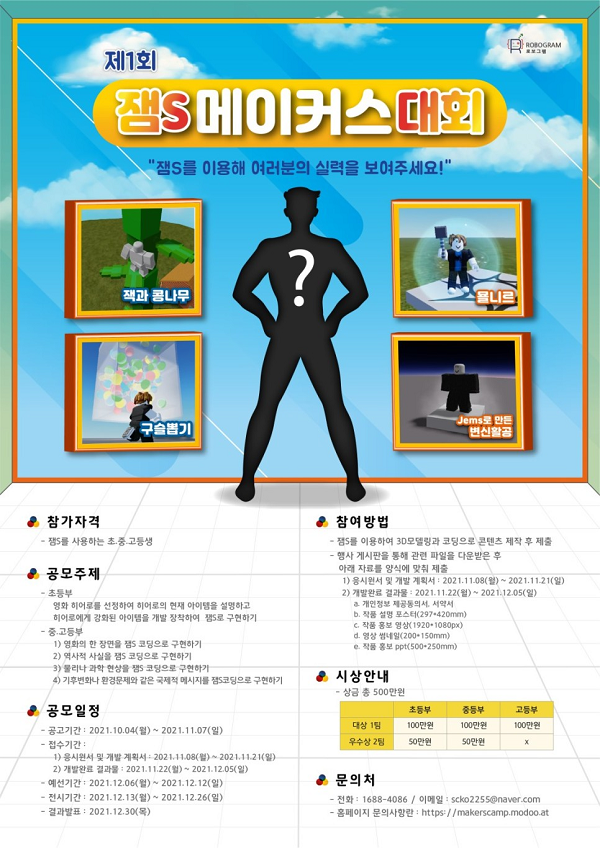 ROBOGRAM
로보그램
제1회
잼S 메이커스대회
"잼S를 이용해 여러분의 실력을 보여주세요!"
잭과 콩나무
묠니르
?
구슬뽑기
Jems로 만든
변신활공
참가자격
- 잼S를 사용하는 초.중.고등생
공모주제
- 초등부
영화 히어로를 선정하여 히어로의 현재 아이템을 설명하고
히어로에게 강화된 아이템을 개발 장착하여 잼S로 구현하기
- 중.고등부
1) 영화의 한 장면을 잼S 코딩으로 구현하기
2) 역사적 사실을 잼S 코딩으로 구현하기
3) 물리나 과학 현상을 잼S 코딩으로 구현하기
4) 기후변화나 환경문제와 같은 국제적 메시지를 잼S코딩으로 구현하기
공모일정
- 공고기간 : 2021.10.04(월) ~ 2021.11.07(일)
- 접수기간 :
1) 응시원서 및 개발 계획서 : 2021.11.08(월) ~ 2021.11.21(일)
2) 개발완료 결과물 : 2021.11.22(월) ~ 2021.12.05(일)
- 예선기간 : 2021.12.06(월) ~ 2021.12.12(일)
- 전시기간 : 2021.12.13(월) ~ 2021.12.26(일)
- 결과발표 : 2021.12.30(목)
참여방법
- 잼S를 이용하여 3D모델링과 코딩으로 콘텐츠 제작 후 제출
- 행사 게시판을 통해 관련 파일을 다운받은 후
아래 자료를 양식에 맞춰 제출
1) 응시원서 및 개발 계획서 : 2021.11.08(월) ~ 2021.11.21(일)
2) 개발완료 결과물 : 2021.11.22(월) ~ 2021.12.05(일)
a. 개인정보 제공동의서, 서약서
b. 작품 설명 포스터(297*420mm)
c. 작품 홍보 영상(1920*1080px)
d. 영상 썸네일(200*150mm)
e. 작품 홍보 ppt(500*250mm)
시상안내
- 상금 총 500만원
초등부 중등부 고등부
대상 1팀 100만원 100만원 100만원
우수상 2팀 50만원 50만원 x
문의처
- 전화 : 1688-4086 / 이메일 : scko2255@naver.com
- 홈페이지 문의사항란 : https://makerscamp.modoo.at